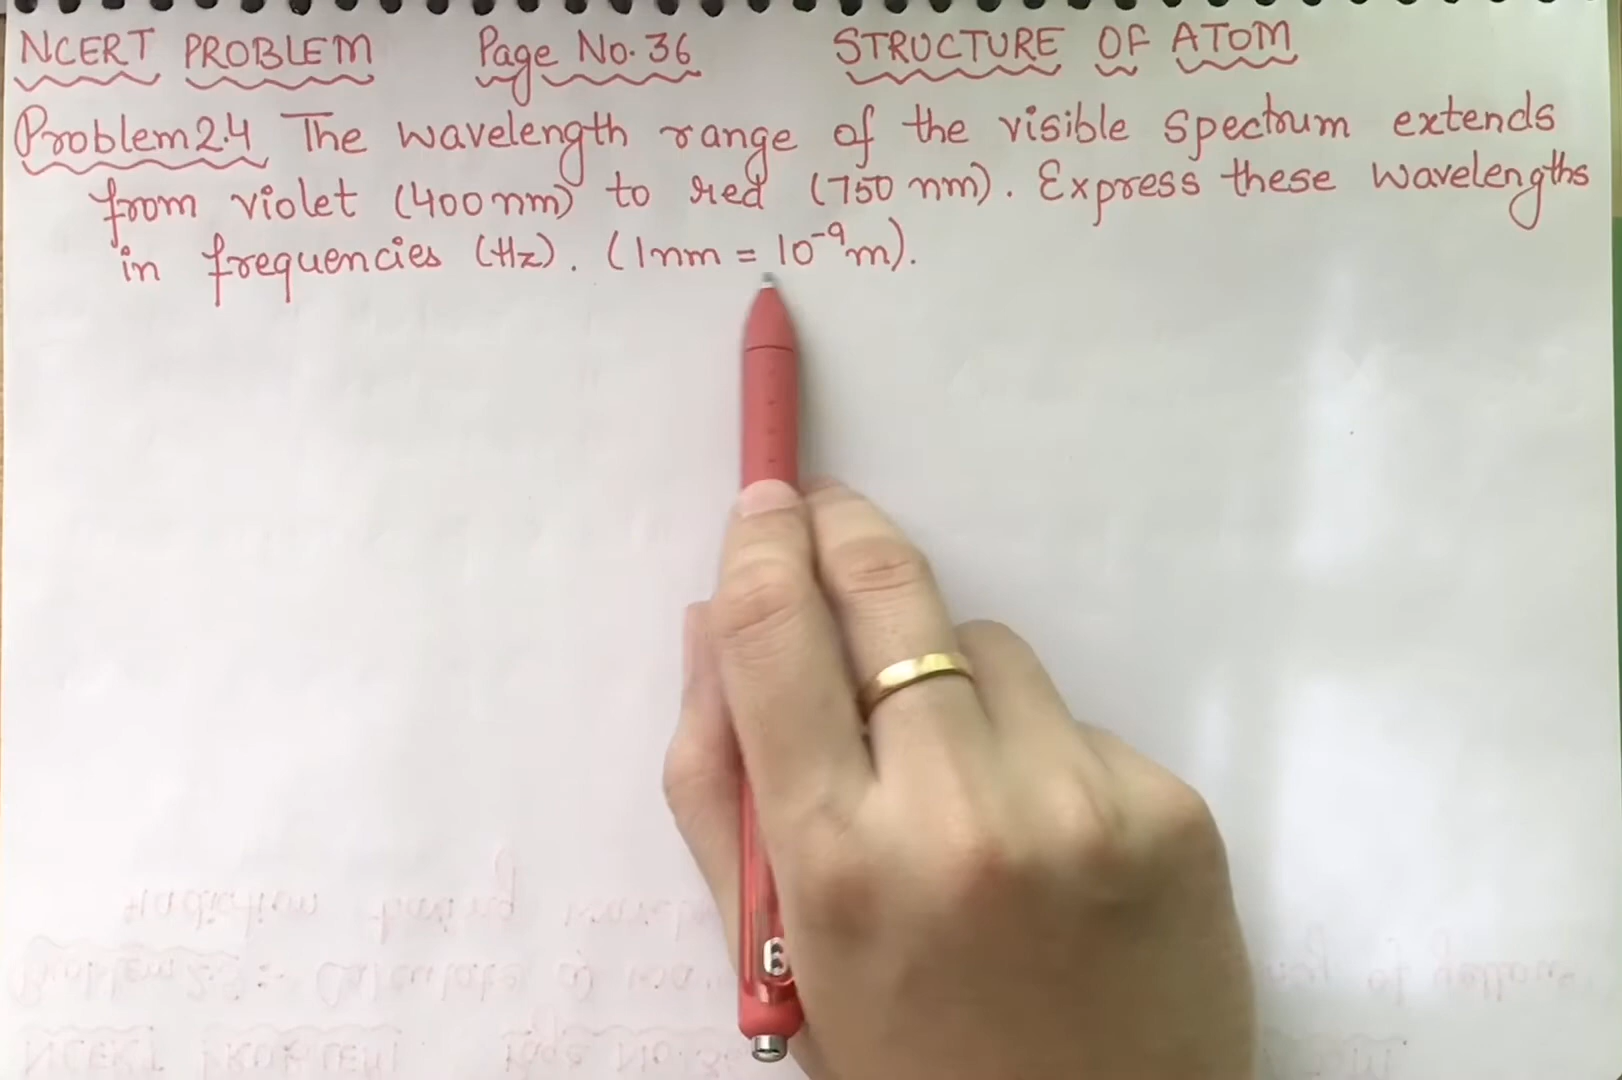 NCERT PROBLEM Page No. 36 STRUCTURE OF ATOM
Problem 2.4 The wavelength range of the visible spectrum extends
from violet (400 nm) to red (750 nm). Express these wavelengths
in frequencies (Hz). (1nm = 10⁻⁹m).